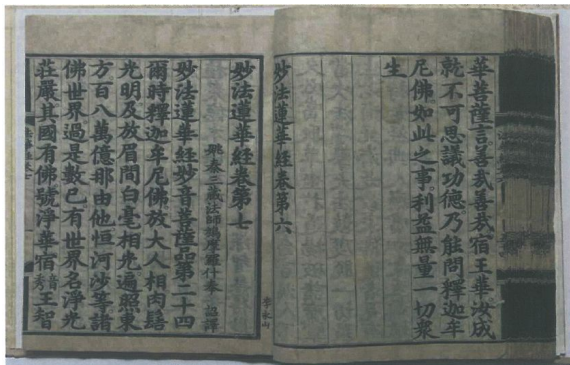 華菩薩言。善哉善哉。宿王華。汝成
就不可思議功德。乃能問釋迦牟
尼佛如此之事。利益無量一切衆
生
妙法蓮華經卷第六
妙法蓮華經卷第七
姚秦三藏法師鳩摩羅什奉 詔譯
妙法蓮華經妙音菩薩品第二十四
爾時釋迦牟尼佛放大人相肉髻
光明及放眉間白毫相光遍照東
方百八萬億那由他恒河沙等諸
佛世界過是數已有世界名淨光
莊嚴其國有佛號淨華宿音秀王智